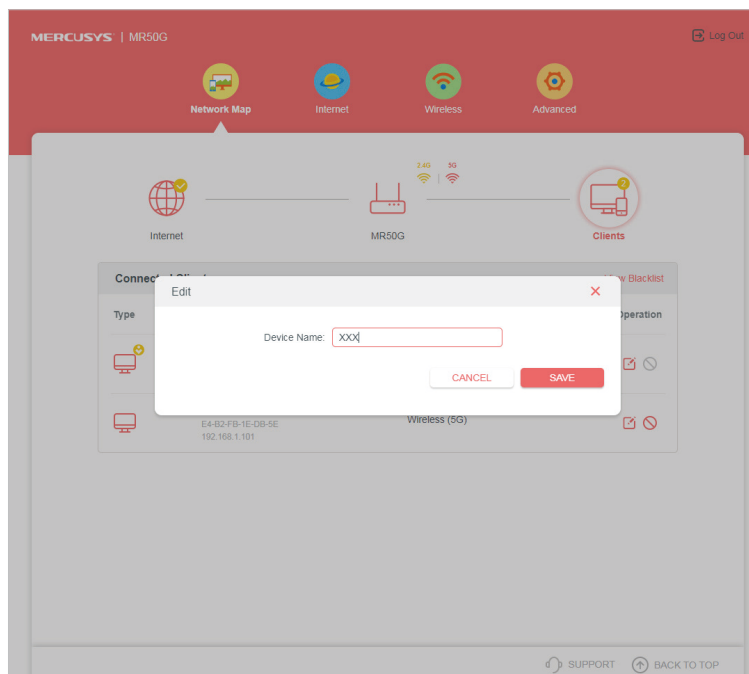 MERCUSYS | MR50G
Log Out
Network Map
Internet
Wireless
Advanced
2.4G
5G
2
Internet
MR50G
Clients
Connected Client
w Blacklist
Edit
Type
Operation
Device Name:
XXX
CANCEL
SAVE
E4-B2-FB-1E-DB-5E
Wireless (5G)
192.168.1.101
SUPPORT
BACK TO TOP